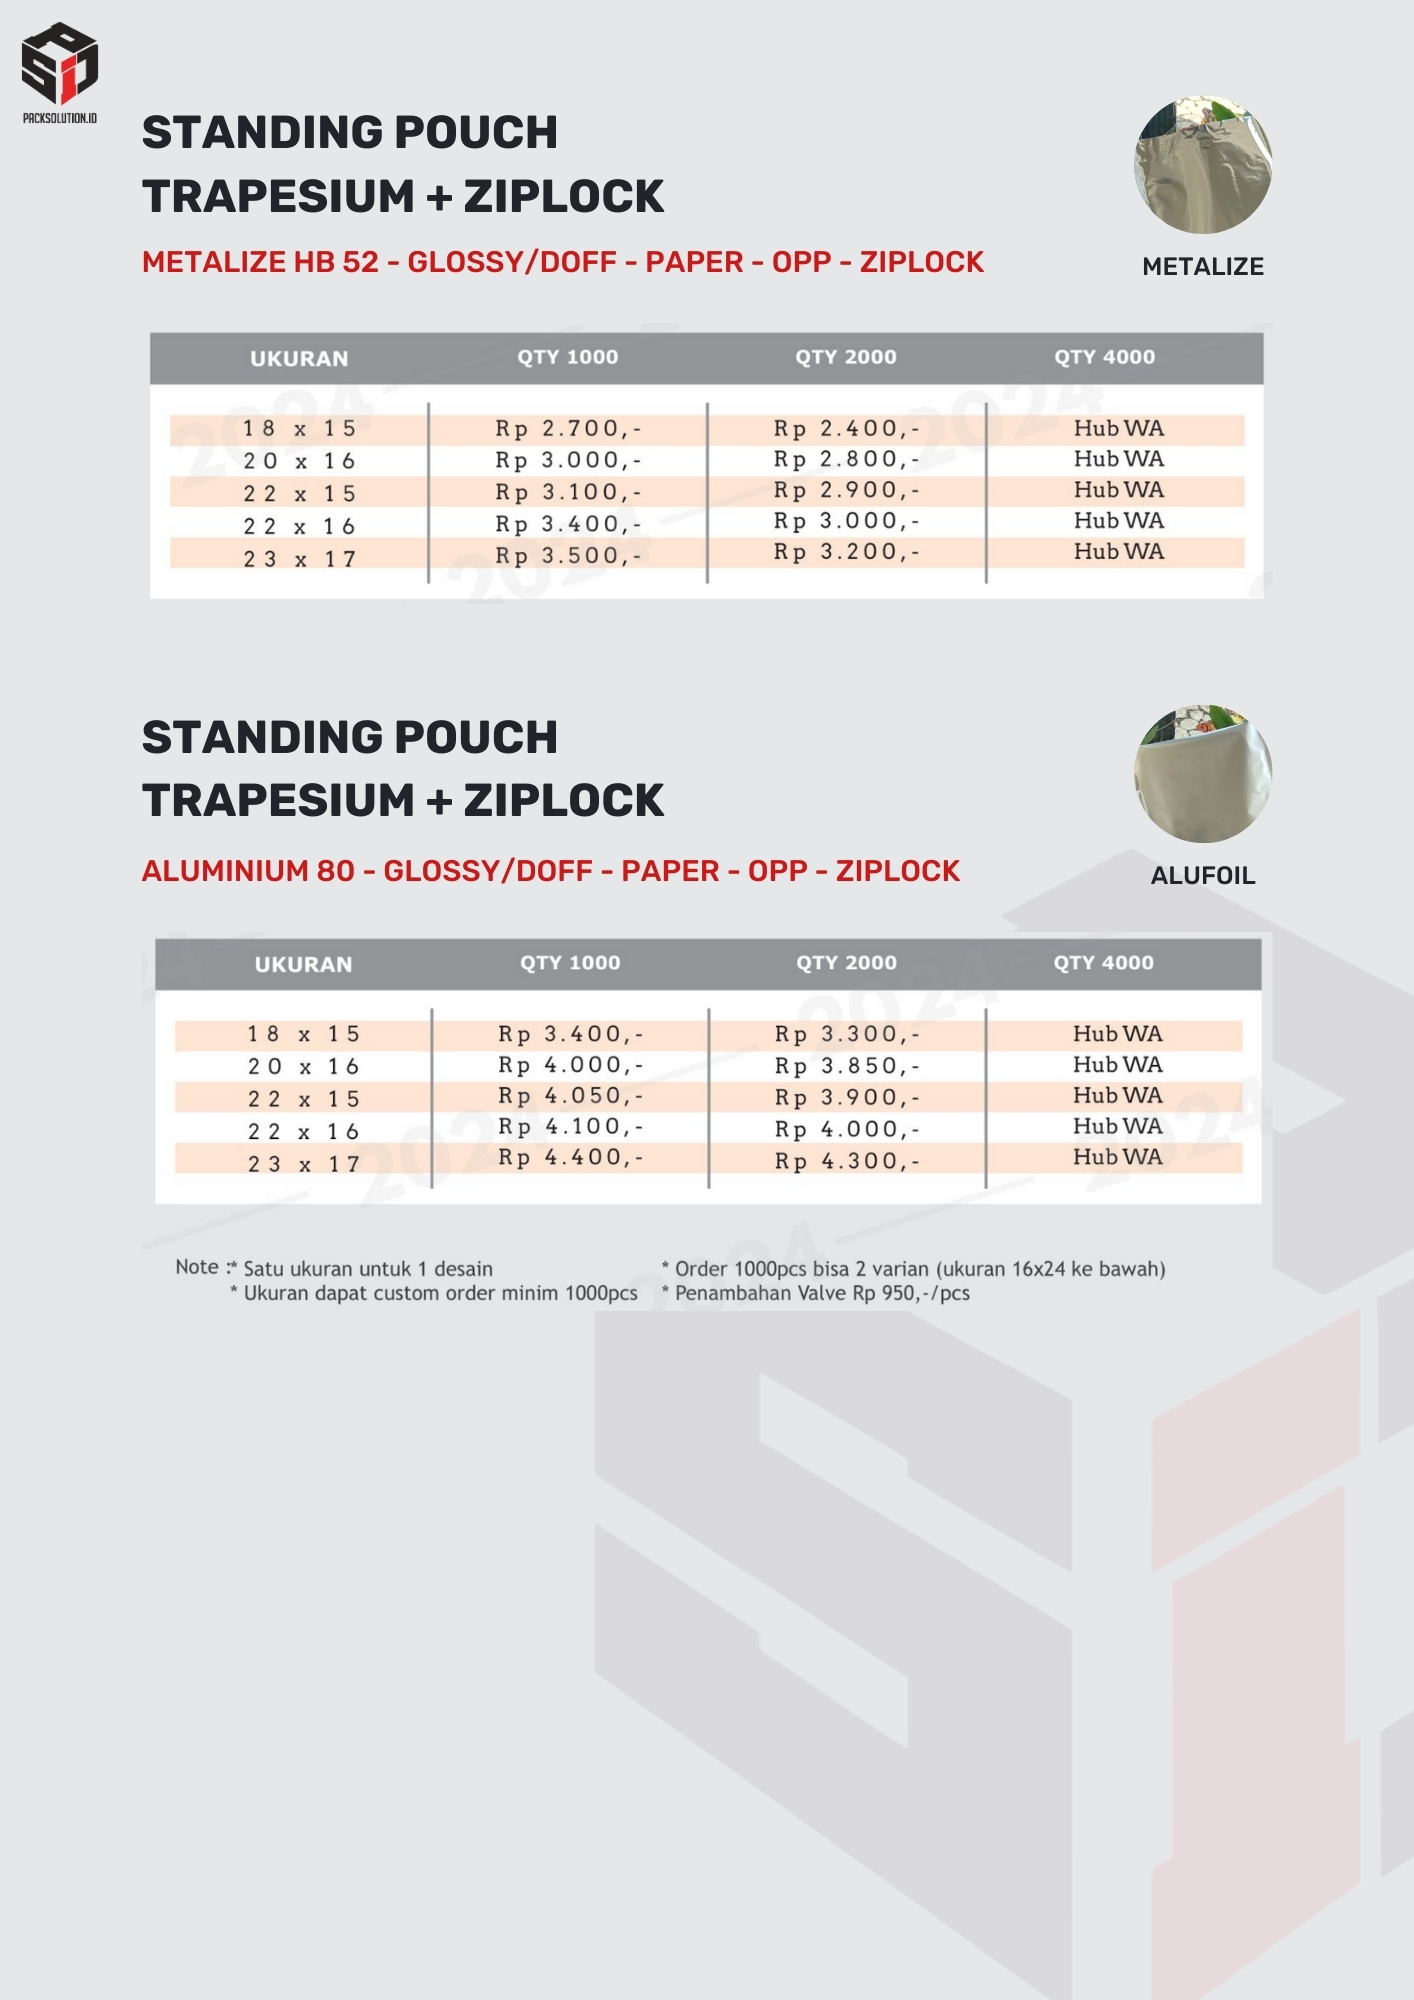 PACKSOLUTION.ID
STANDING POUCH
TRAPESIUM + ZIPLOCK
METALIZE HB 52 - GLOSSY/DOFF - PAPER - OPP - ZIPLOCK
METALIZE
UKURAN QTY 1000 QTY 2000 QTY 4000
18 x 15 Rp 2.700,- Rp 2.400,- Hub WA
20 x 16 Rp 3.000,- Rp 2.800,- Hub WA
22 x 15 Rp 3.100,- Rp 2.900,- Hub WA
22 x 16 Rp 3.400,- Rp 3.000,- Hub WA
23 x 17 Rp 3.500,- Rp 3.200,- Hub WA
2024
2024
2024
STANDING POUCH
TRAPESIUM + ZIPLOCK
ALUMINIUM 80 - GLOSSY/DOFF - PAPER - OPP - ZIPLOCK
ALUFOIL
UKURAN QTY 1000 QTY 2000 QTY 4000
18 x 15 Rp 3.400,- Rp 3.300,- Hub WA
20 x 16 Rp 4.000,- Rp 3.850,- Hub WA
22 x 15 Rp 4.050,- Rp 3.900,- Hub WA
22 x 16 Rp 4.100,- Rp 4.000,- Hub WA
23 x 17 Rp 4.400,- Rp 4.300,- Hub WA
2024
2024
2024
2024
Note :* Satu ukuran untuk 1 desain * Order 1000pcs bisa 2 varian (ukuran 16x24 ke bawah)
* Ukuran dapat custom order minim 1000pcs * Penambahan Valve Rp 950,-/pcs